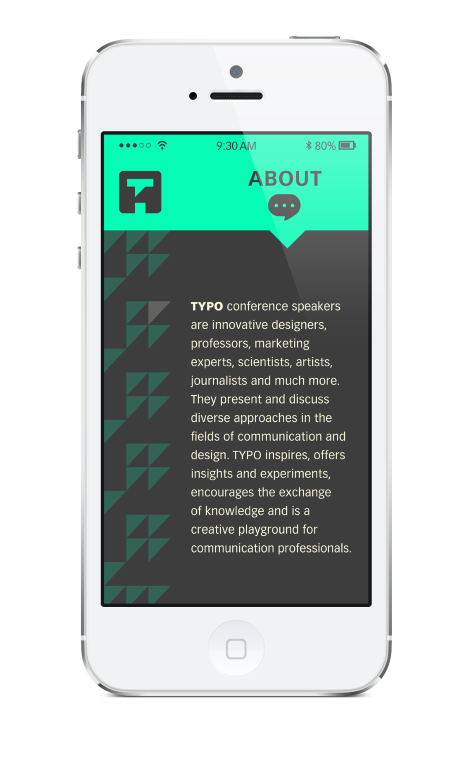 9:30 AM
80%
ABOUT
TYPO conference speakers
are innovative designers,
professors, marketing
experts, scientists, artists,
journalists and much more.
They present and discuss
diverse approaches in the
fields of communication and
design. TYPO inspires, offers
insights and experiments,
encourages the exchange
of knowledge and is a
creative playground for
communication professionals.